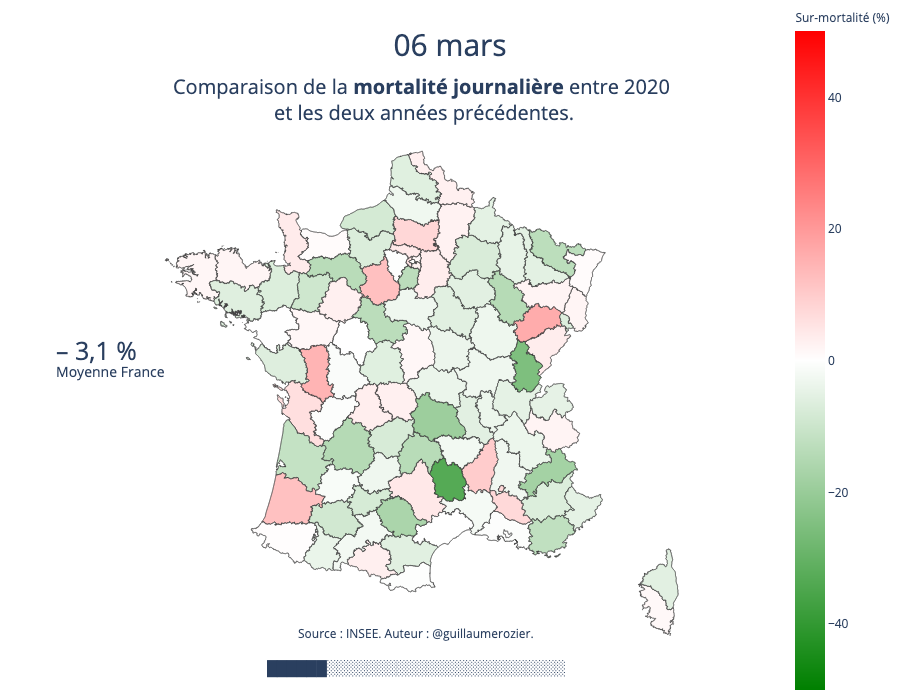 Sur-mortalité (%)
06 mars
Comparaison de la mortalité journalière entre 2020
et les deux années précédentes.
40
20
0
−20
−40
– 3,1 %
Moyenne France
Source : INSEE. Auteur : @guillaumerozier.